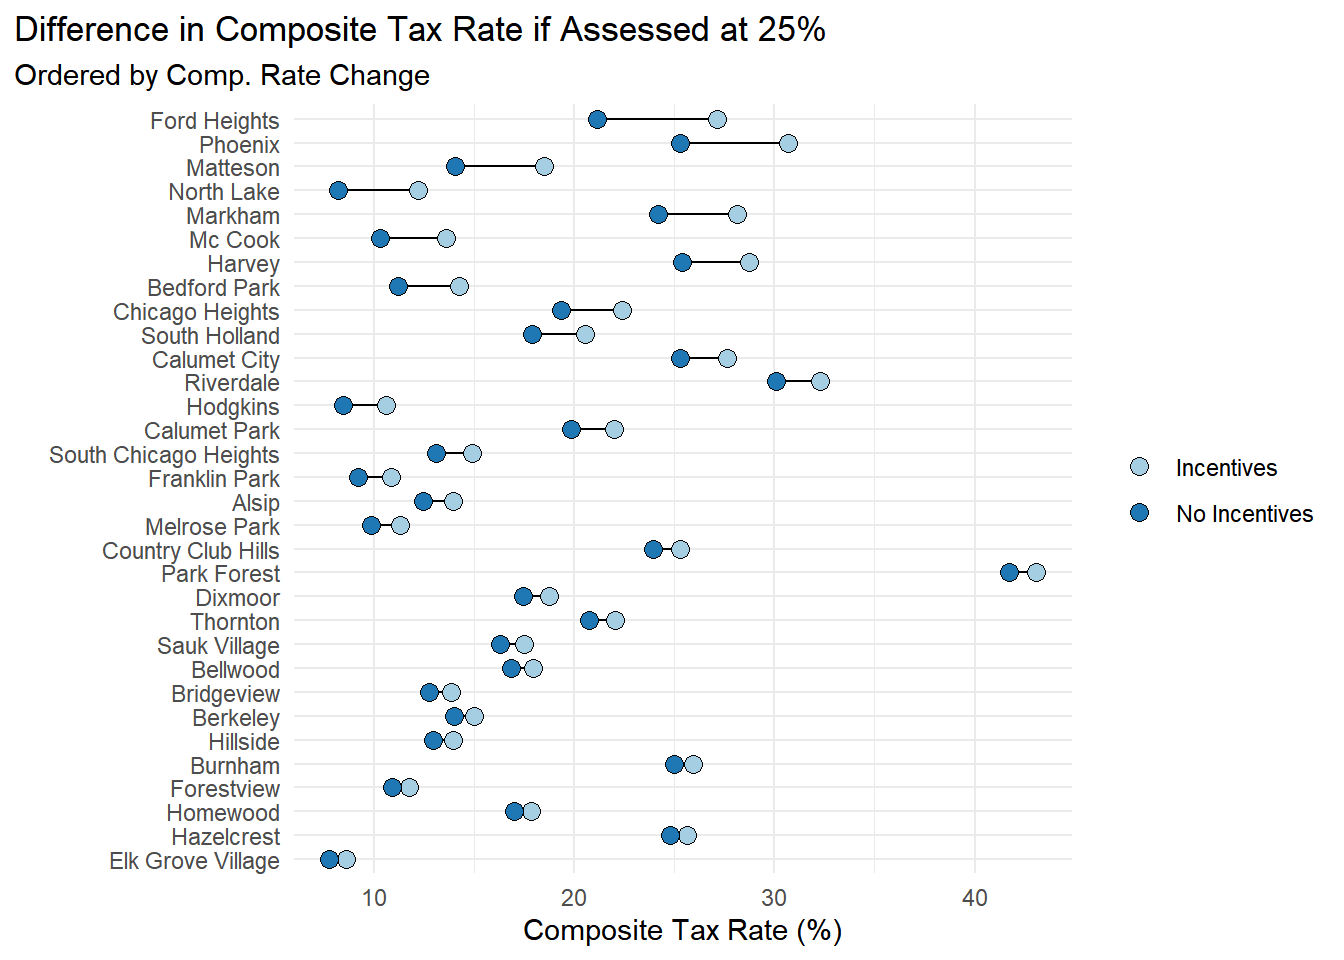 Difference in Composite Tax Rate if Assessed at 25%
Ordered by Comp. Rate Change
Ford Heights
Phoenix
Matteson
North Lake
Markham
Mc Cook
Harvey
Bedford Park
Chicago Heights
South Holland
Calumet City
Riverdale
Hodgkins
Calumet Park
South Chicago Heights
Franklin Park
Alsip
Melrose Park
Country Club Hills
Park Forest
Dixmoor
Thornton
Sauk Village
Bellwood
Bridgeview
Berkeley
Hillside
Burnham
Forestview
Homewood
Hazelcrest
Elk Grove Village
10 20 30 40
Composite Tax Rate (%)
Incentives
No Incentives